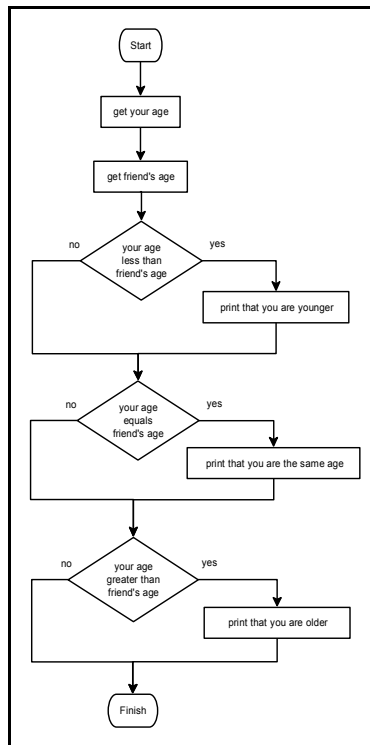 Start
get your age
get friend's age
no
yes
your age
less than
friend's age
print that you are younger
no
yes
your age
equals
friend's age
print that you are the same age
no
yes
your age
greater than
friend's age
print that you are older
Finish